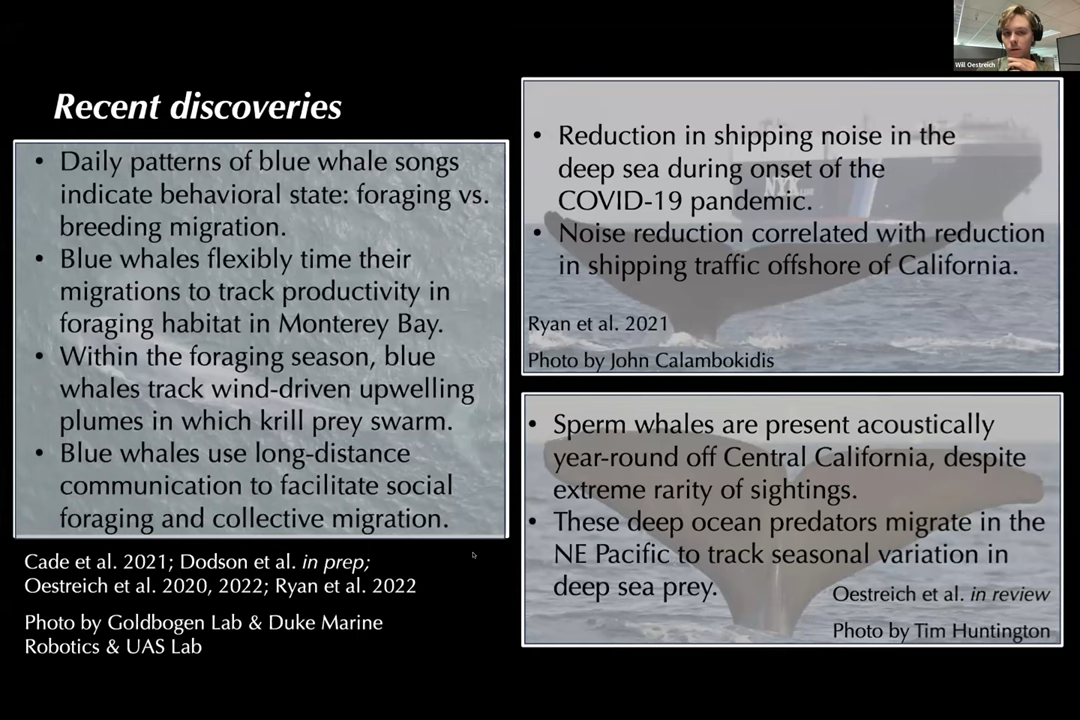 Will Oestreich
Recent discoveries
• Daily patterns of blue whale songs
indicate behavioral state: foraging vs.
breeding migration.
• Blue whales flexibly time their
migrations to track productivity in
foraging habitat in Monterey Bay.
• Within the foraging season, blue
whales track wind-driven upwelling
plumes in which krill prey swarm.
• Blue whales use long-distance
communication to facilitate social
foraging and collective migration.
Cade et al. 2021; Dodson et al. in prep;
Oestreich et al. 2020, 2022; Ryan et al. 2022
Photo by Goldbogen Lab & Duke Marine
Robotics & UAS Lab
• Reduction in shipping noise in the
deep sea during onset of the
COVID-19 pandemic.
• Noise reduction correlated with reduction
in shipping traffic offshore of California.
NYK LINE
Ryan et al. 2021
Photo by John Calambokidis
• Sperm whales are present acoustically
year-round off Central California, despite
extreme rarity of sightings.
• These deep ocean predators migrate in the
NE Pacific to track seasonal variation in
deep sea prey.
Oestreich et al. in review
Photo by Tim Huntington